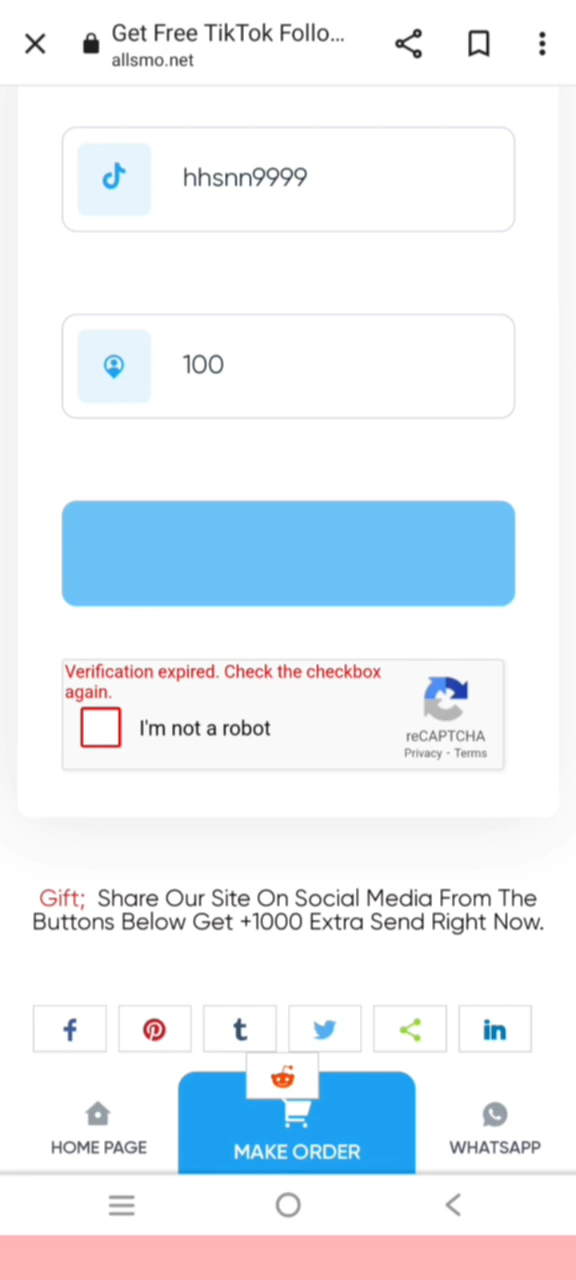 Get Free TikTok Follo...
allsmo.net
hhsnn9999
100
Verification expired. Check the checkbox
again.
I'm not a robot
reCAPTCHA
Privacy - Terms
Gift; Share Our Site On Social Media From The
Buttons Below Get +1000 Extra Send Right Now.
HOME PAGE
MAKE ORDER
WHATSAPP